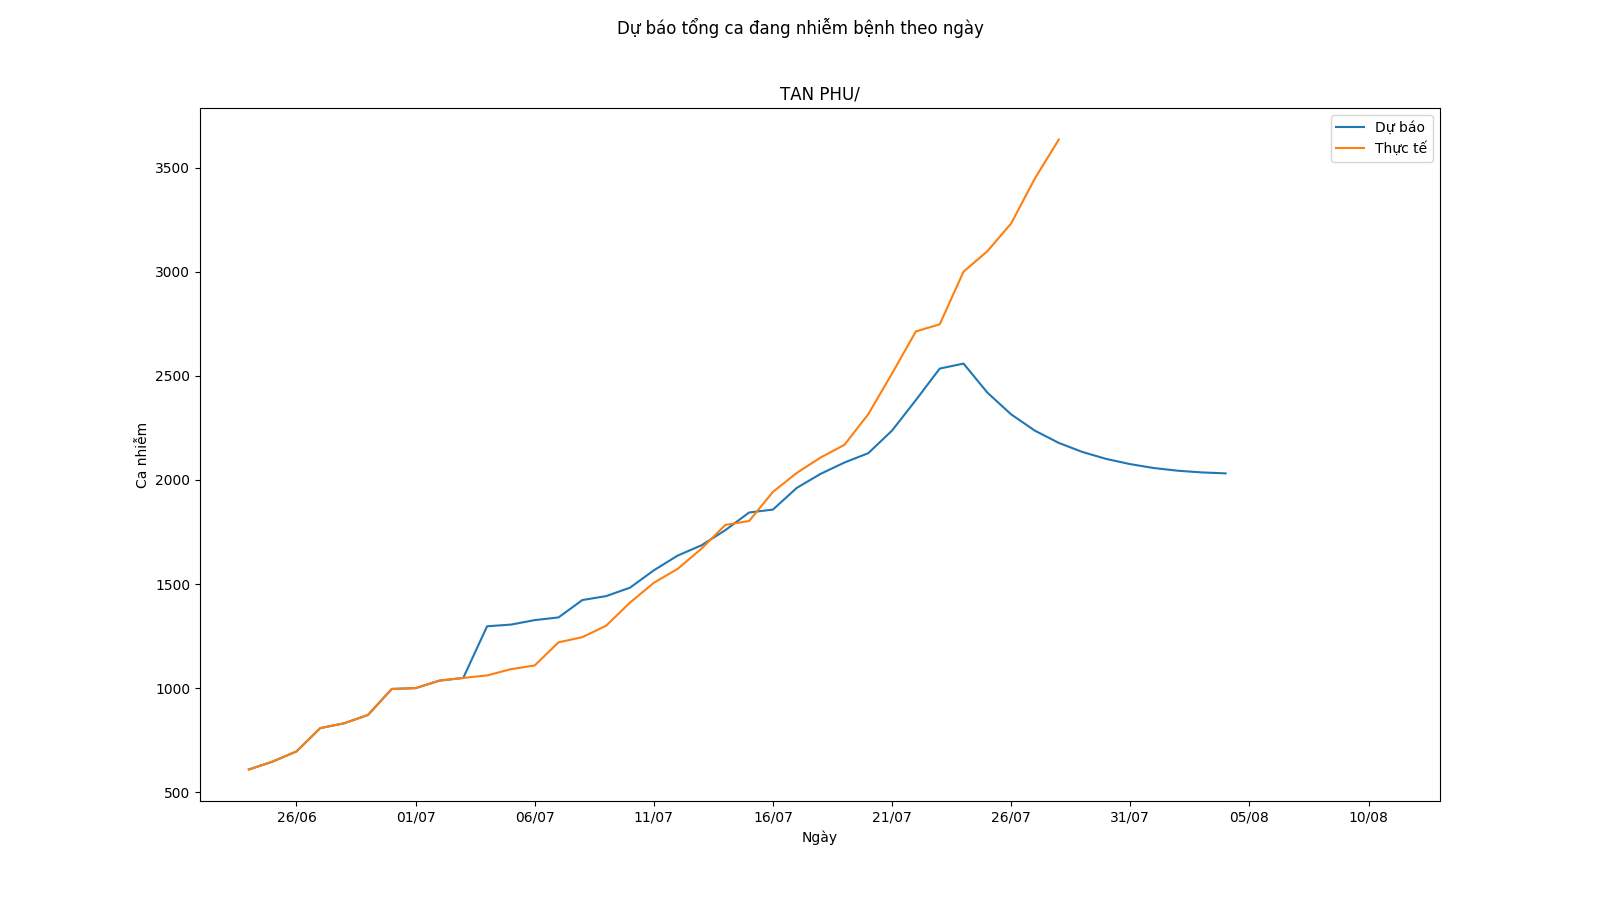 Dự báo tổng ca đang nhiễm bệnh theo ngày
TAN PHU/
Dự báo
Thực tế
3500
3000
2500
2000
1500
1000
500
Ca nhiễm
26/06
01/07
06/07
11/07
16/07
21/07
26/07
31/07
05/08
10/08
Ngày